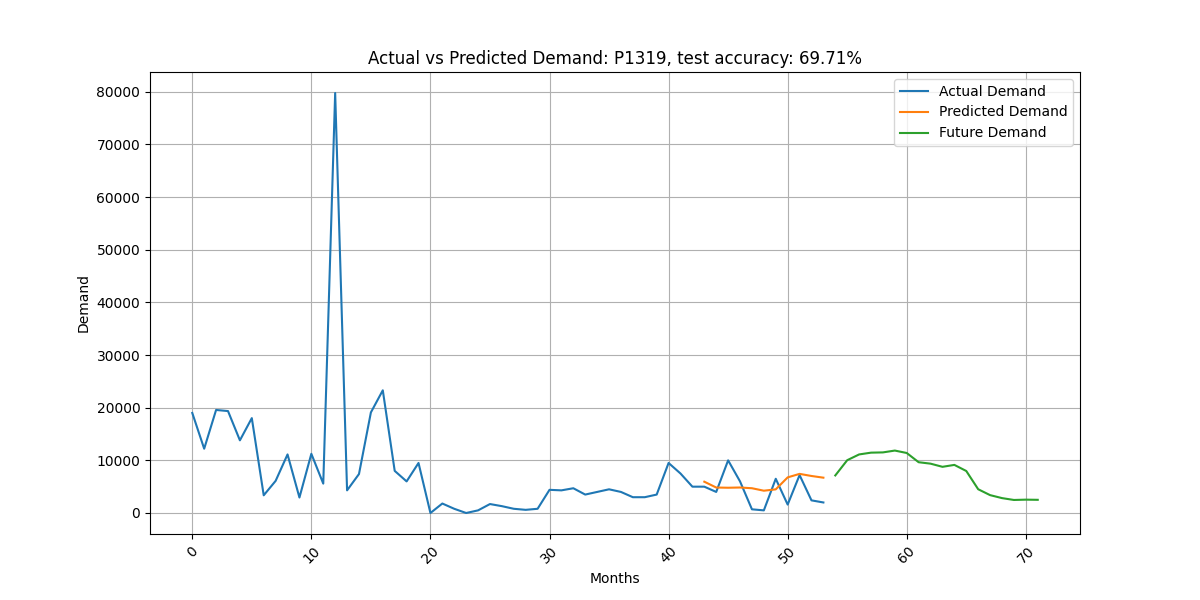 Actual vs Predicted Demand: P1319, test accuracy: 69.71%
Actual Demand
Predicted Demand
Future Demand
80000
70000
60000
50000
40000
30000
20000
10000
0
Demand
0
10
20
30
40
50
60
70
Months